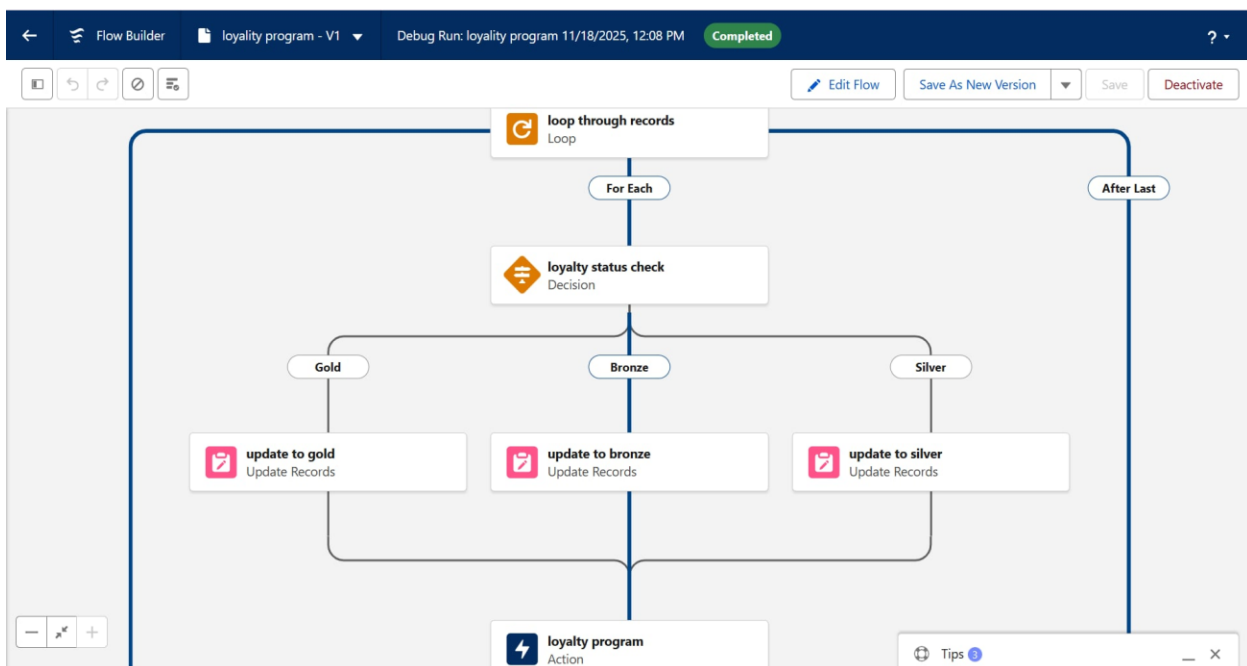 Flow Builder
loyality program - V1
Debug Run: loyality program 11/18/2025, 12:08 PM
Completed
?
Edit Flow
Save As New Version
Save
Deactivate
loop through records
Loop
For Each
After Last
loyalty status check
Decision
Gold
Bronze
Silver
update to gold
Update Records
update to bronze
Update Records
update to silver
Update Records
loyalty program
Action
Tips 3